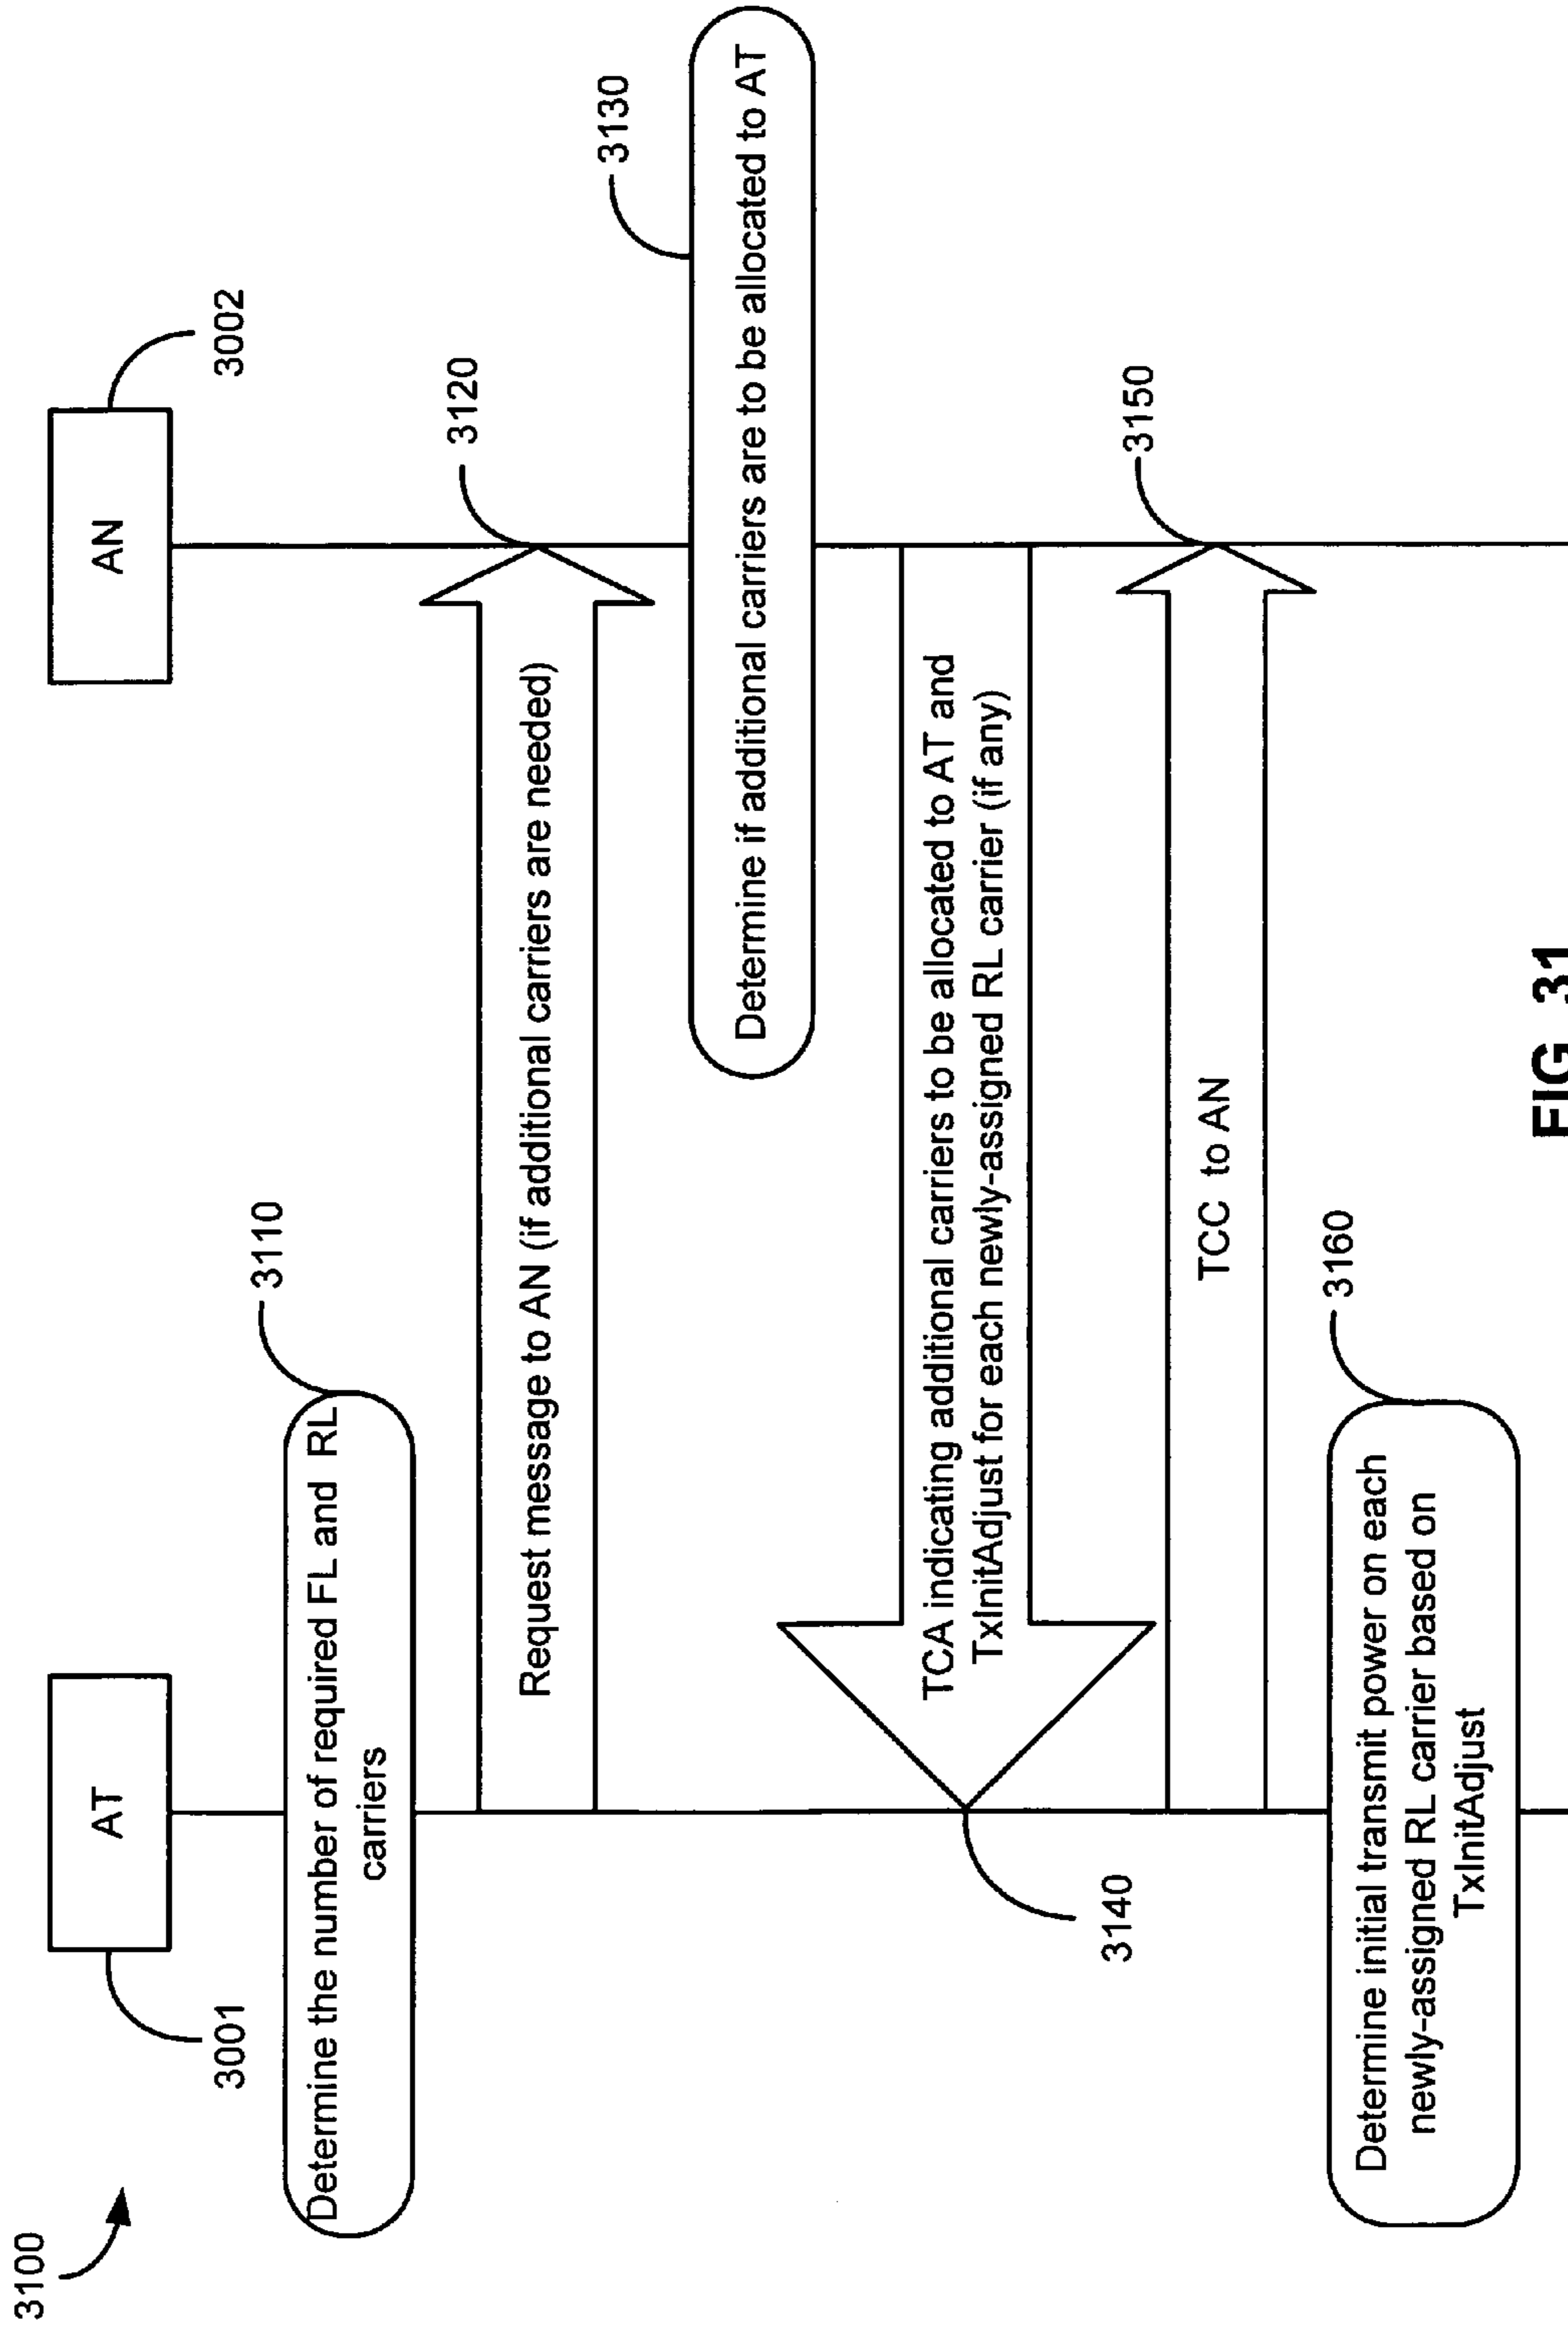 3100
AT
AN
3001
3002
3110
Determine the number of required FL and RL
carriers
3120
Request message to AN (if additional carriers are needed)
3130
Determine if additional carriers are to be allocated to AT
TCA indicating additional carriers to be allocated to AT and
TxInitAdjust for each newly-assigned RL carrier (if any)
3140
3150
TCC to AN
3160
Determine initial transmit power on each
newly-assigned RL carrier based on
TxInitAdjust
FIG. 31